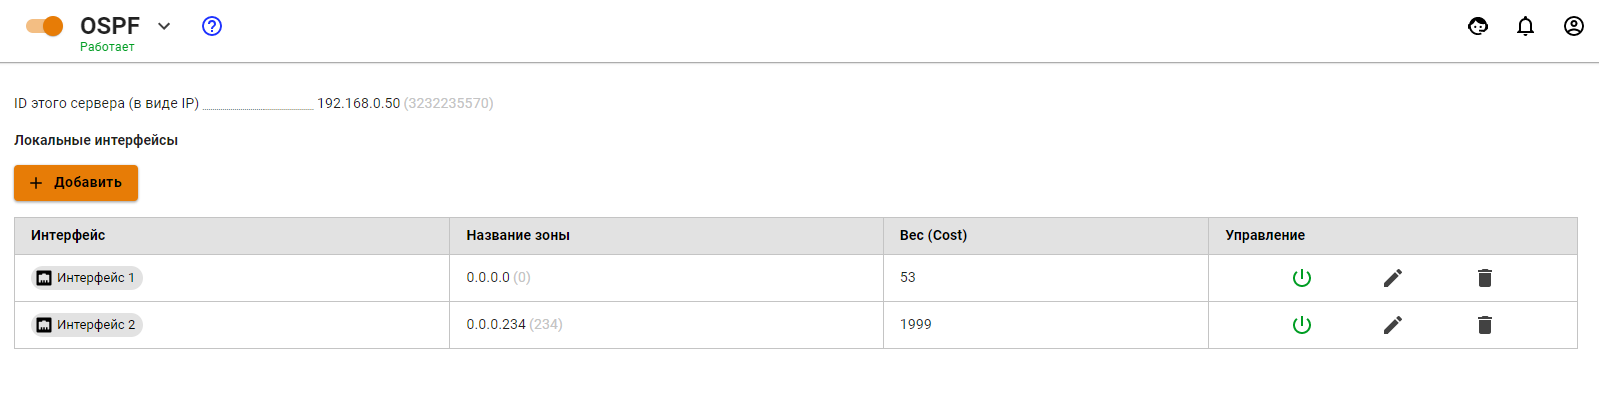 OSPF
Работает
ID этого сервера (в виде IP) 192.168.0.50 (3232235570)
Локальные интерфейсы
+ Добавить
Интерфейс Название зоны Вес (Cost) Управление
Интерфейс 1 0.0.0.0 (0) 53
Интерфейс 2 0.0.0.234 (234) 1999